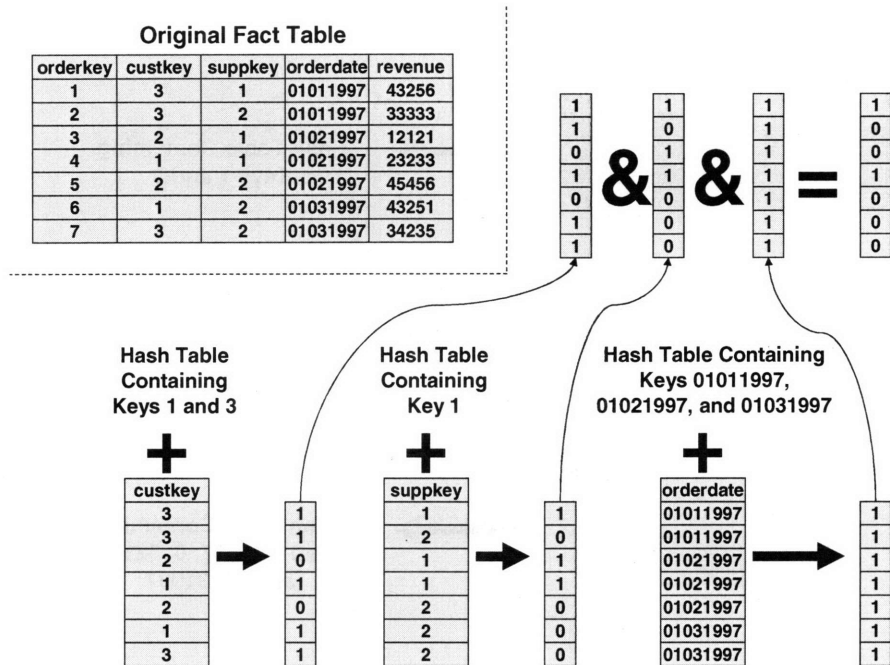 Original Fact Table
orderkey custkey suppkey orderdate revenue
1 3 1 01011997 43256
2 3 2 01011997 33333
3 2 1 01021997 12121
4 1 1 01021997 23233
5 2 2 01021997 45456
6 1 2 01031997 43251
7 3 2 01031997 34235
1 1 1 1
1 0 1 0
0 1 1 0
1 & 1 & 1 = 1
0 0 1 0
1 0 1 0
1 0 1 0
Hash Table
Containing
Keys 1 and 3
+
custkey
3 1
3 1
2 0
1 1
2 0
1 1
3 1
Hash Table
Containing
Key 1
+
suppkey
1 1
2 0
1 1
1 1
2 0
2 0
2 0
Hash Table Containing
Keys 01011997,
01021997, and 01031997
+
orderdate
01011997 1
01011997 1
01021997 1
01021997 1
01021997 1
01031997 1
01031997 1